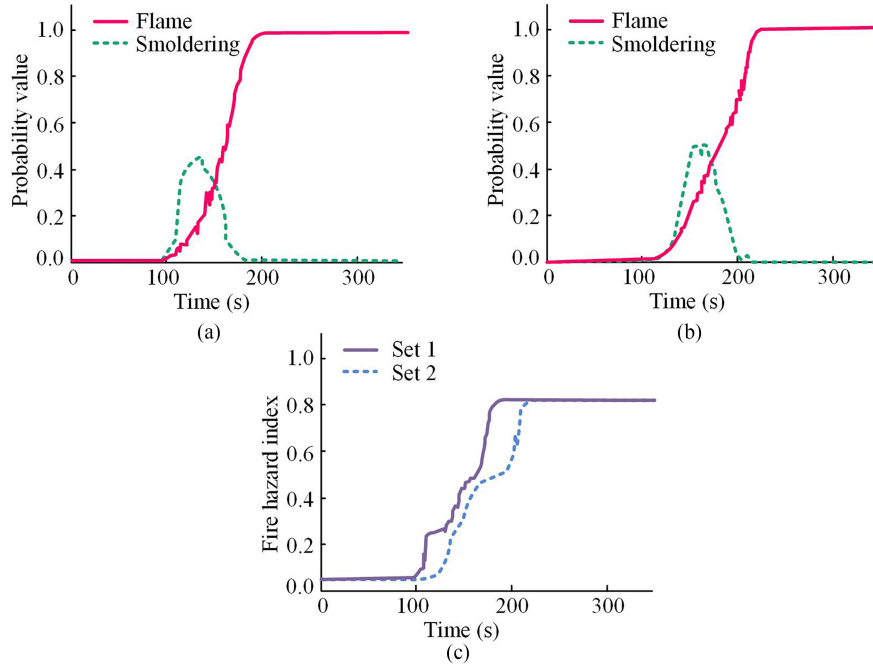 Flame
Smoldering
Probability value
1.0
0.8
0.6
0.4
0.2
0.0
0 100 200 300
Time (s)
(a)
Flame
Smoldering
Probability value
1.0
0.8
0.6
0.4
0.2
0.0
0 100 200 300
Time (s)
(b)
Set 1
Set 2
Fire hazard index
1.0
0.8
0.6
0.4
0.2
0.0
0 100 200 300
Time (s)
(c)